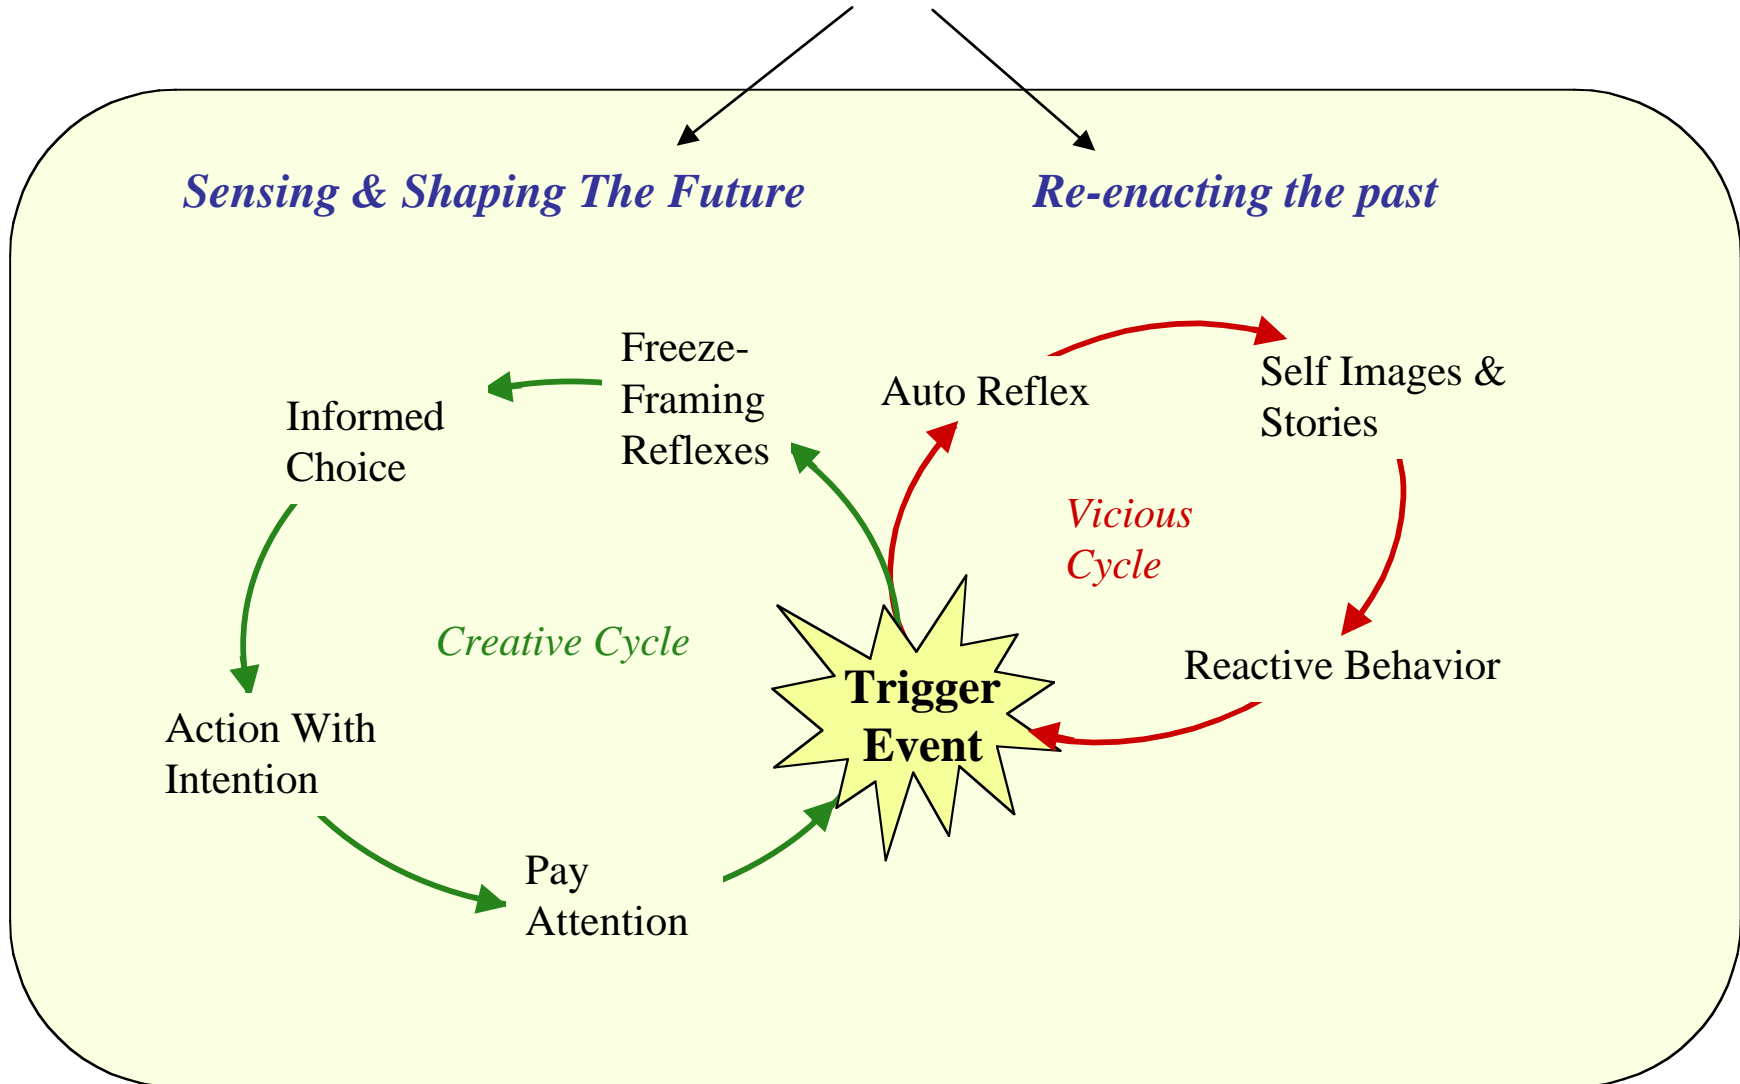 Sensing & Shaping The Future
Re-enacting the past
Freeze-
Framing
Reflexes
Informed
Choice
Action With
Intention
Pay
Attention
Creative Cycle
Trigger
Event
Auto Reflex
Self Images &
Stories
Reactive Behavior
Vicious
Cycle